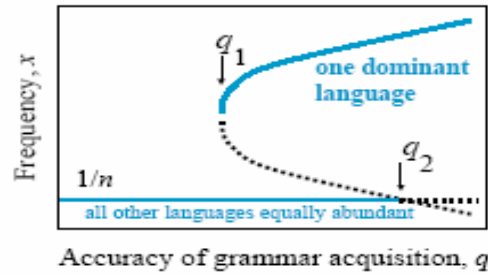 q1
one dominant
language
Frequency, x
q2
1/n
all other languages equally abundant
Accuracy of grammar acquisition, q